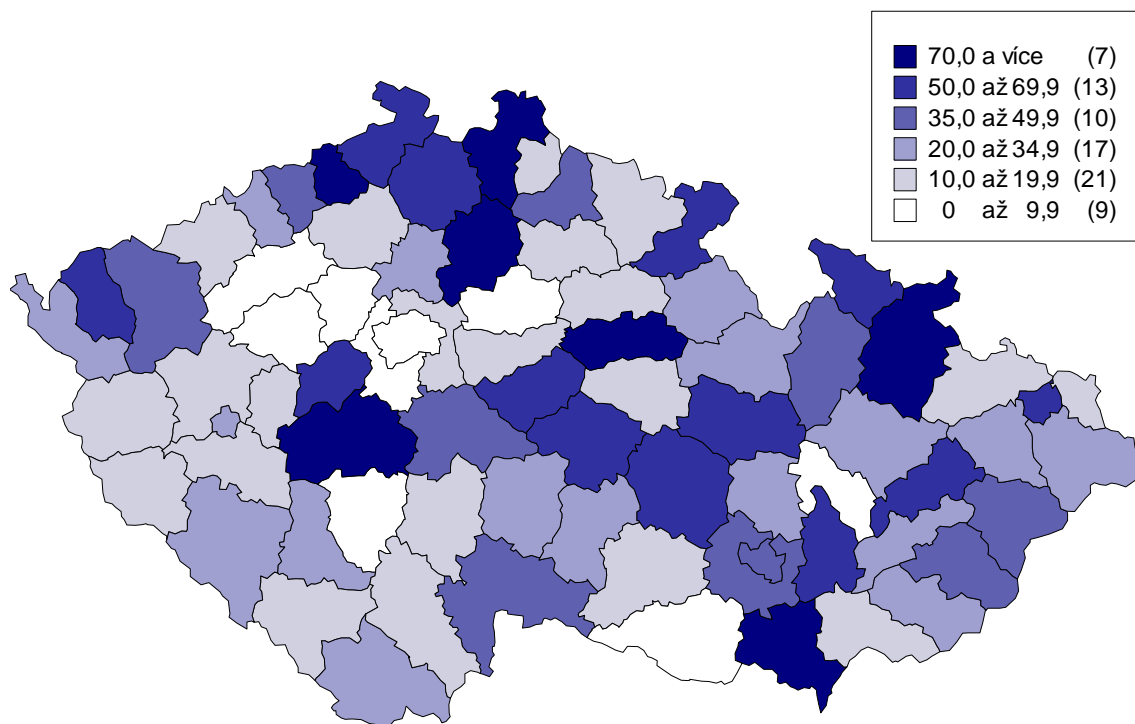 70,0 a více (7)
50,0 až 69,9 (13)
35,0 až 49,9 (10)
20,0 až 34,9 (17)
10,0 až 19,9 (21)
0 až 9,9 (9)